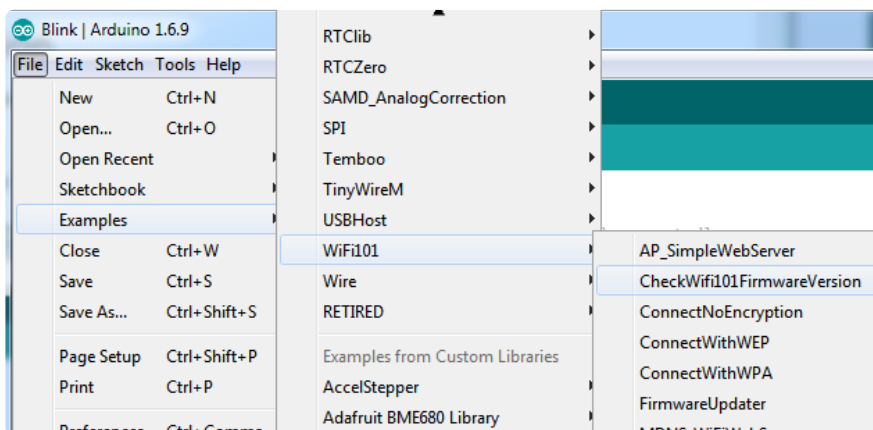 Blink | Arduino 1.6.9
File Edit Sketch Tools Help
New Ctrl+N
Open... Ctrl+O
Open Recent
Sketchbook
Examples
Close Ctrl+W
Save Ctrl+S
Save As... Ctrl+Shift+S
Page Setup Ctrl+Shift+P
Print Ctrl+P
RTClib
RTCZero
SAMD_AnalogCorrection
SPI
Temboo
TinyWireM
USBHost
WiFi101
Wire
RETIRED
Examples from Custom Libraries
AccelStepper
Adafruit BME680 Library
AP_SimpleWebServer
CheckWifi101FirmwareVersion
ConnectNoEncryption
ConnectWithWEP
ConnectWithWPA
FirmwareUpdater